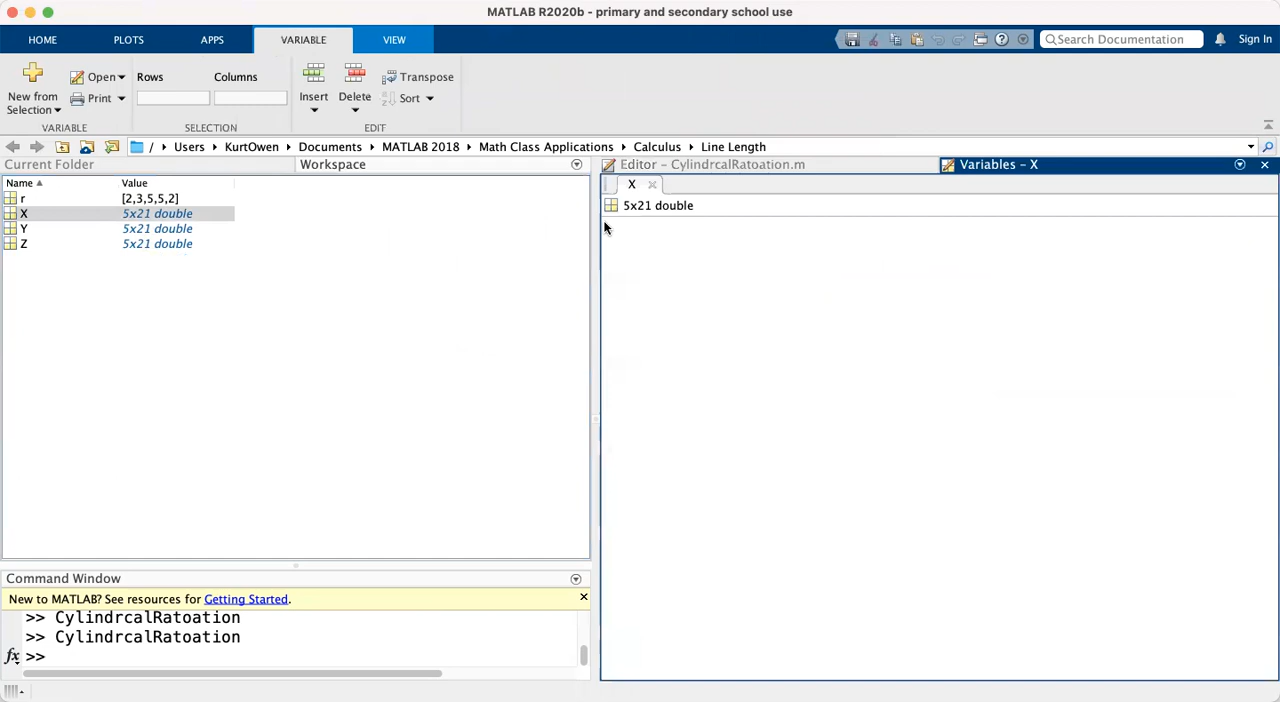 MATLAB R2020b - primary and secondary school use
HOME PLOTS APPS VARIABLE VIEW Search Documentation Sign In
New from Selection
Open
Print
Rows Columns
Insert
Delete
Transpose
Sort
VARIABLE SELECTION EDIT
/ Users KurtOwen Documents MATLAB 2018 Math Class Applications Calculus Line Length
Current Folder Workspace Editor - CylindrcalRatoation.m Variables - X
Name Value
r [2,3,5,5,2]
X 5x21 double
Y 5x21 double
Z 5x21 double
X
5x21 double
Command Window
New to MATLAB? See resources for Getting Started.
>> CylindrcalRatoation
>> CylindrcalRatoation
fx >>